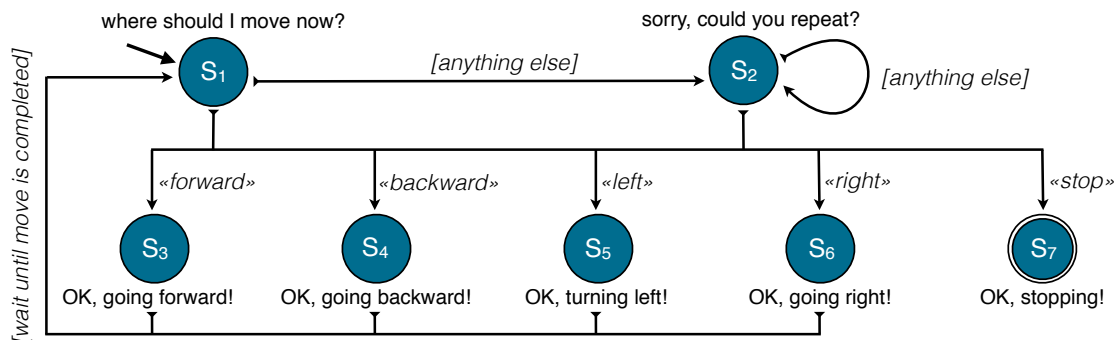 where should I move now?
sorry, could you repeat?
[wait until move is completed]
S1
[anything else]
S2
[anything else]
«forward»
«backward»
«left»
«right»
«stop»
S3
S4
S5
S6
S7
OK, going forward!
OK, going backward!
OK, turning left!
OK, going right!
OK, stopping!